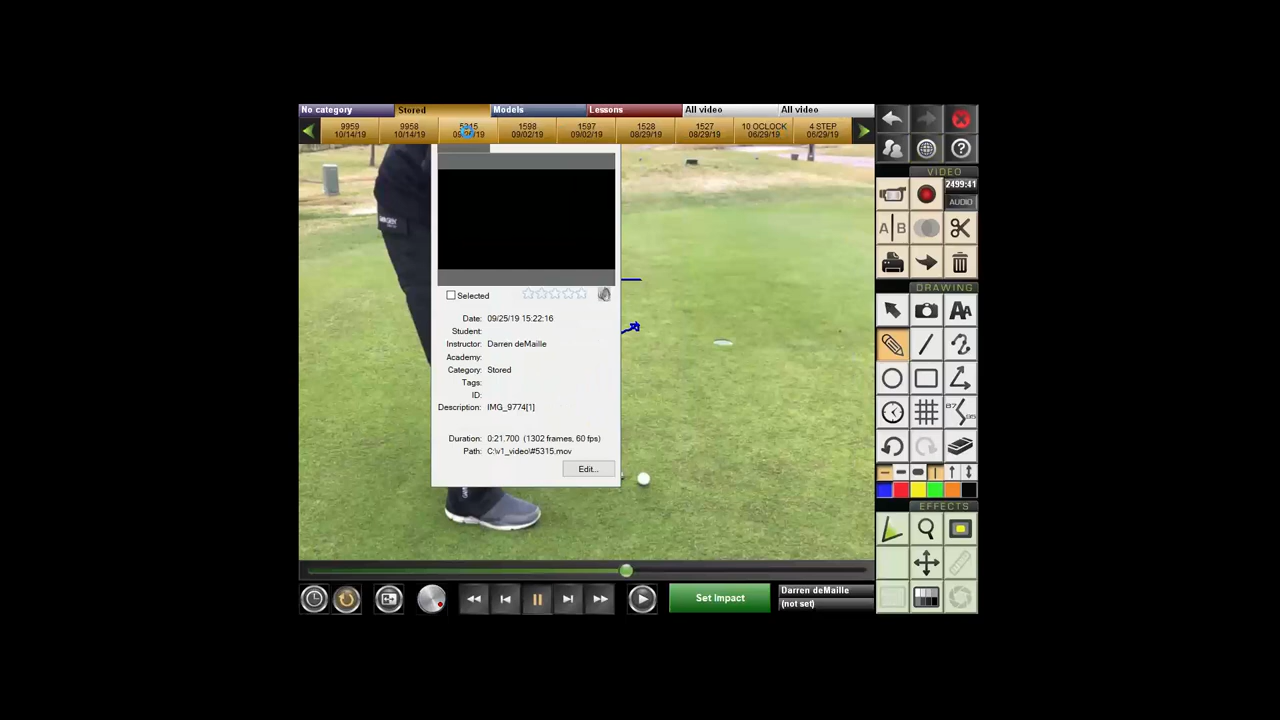 No category
Stored
Models
Lessons
All video
All video
9959
10/14/19
9958
10/14/19
5315
1598
09/02/19
1597
09/02/19
1528
08/29/19
1527
08/29/19
10 OCLOCK
06/29/19
4 STEP
06/29/19
VIDEO
2499:41
AUDIO
A|B
Selected
Date: 09/25/19 15:22:16
Student:
Instructor: Darren deMaille
Academy:
Category: Stored
Tags:
ID:
Description: IMG_9774[1]
Duration: 0:21.700 (1302 frames, 60 fps)
Path: C:\v1_video\#5315.mov
Edit...
DRAWING
AA
EFFECTS
Set Impact
Darren deMaille
(not set)